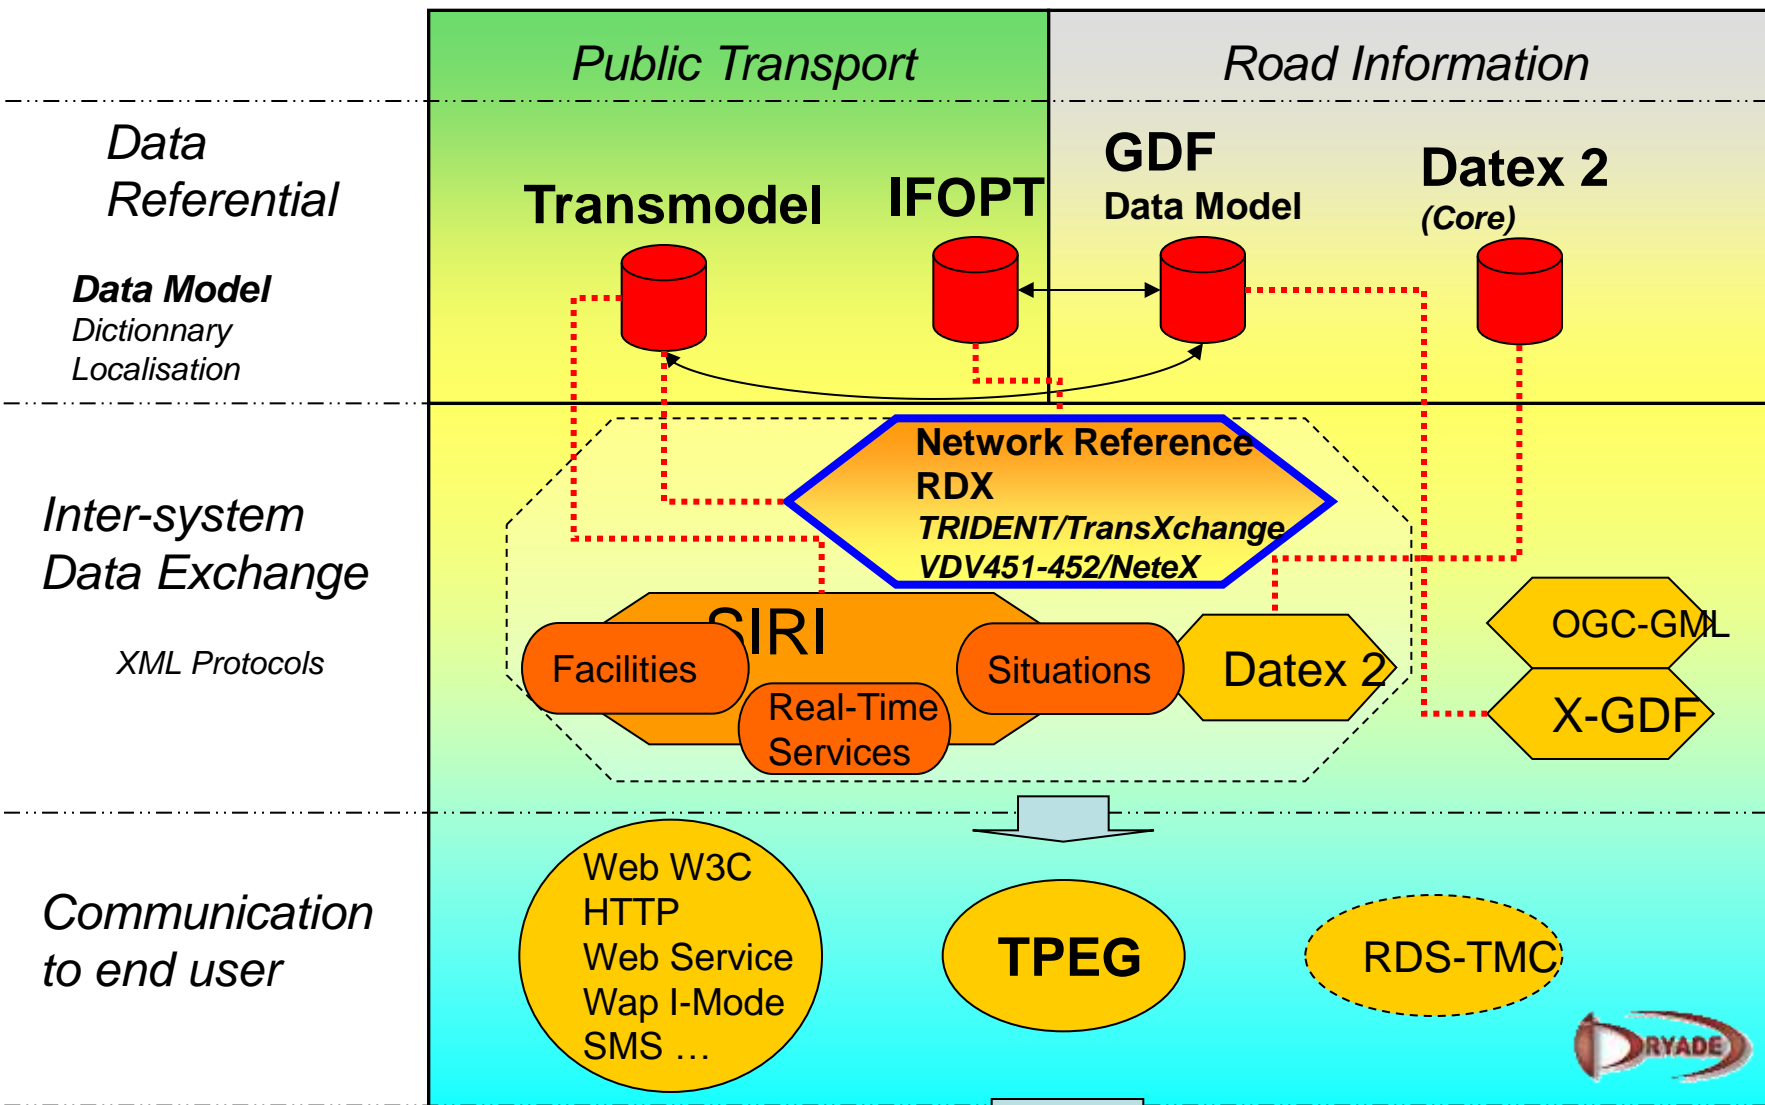 Public Transport
Road Information
Data
Referential
Data Model
Dictionnary
Localisation
Transmodel
IFOPT
GDF
Data Model
Datex 2
(Core)
Inter-system
Data Exchange
XML Protocols
Network Reference
RDX
TRIDENT/TransXchange
VDV451-452/NeteX
SIRI
Facilities
Real-Time
Services
Situations
Datex 2
OGC-GML
X-GDF
Communication
to end user
Web W3C
HTTP
Web Service
Wap I-Mode
SMS …
TPEG
RDS-TMC
DRYADE